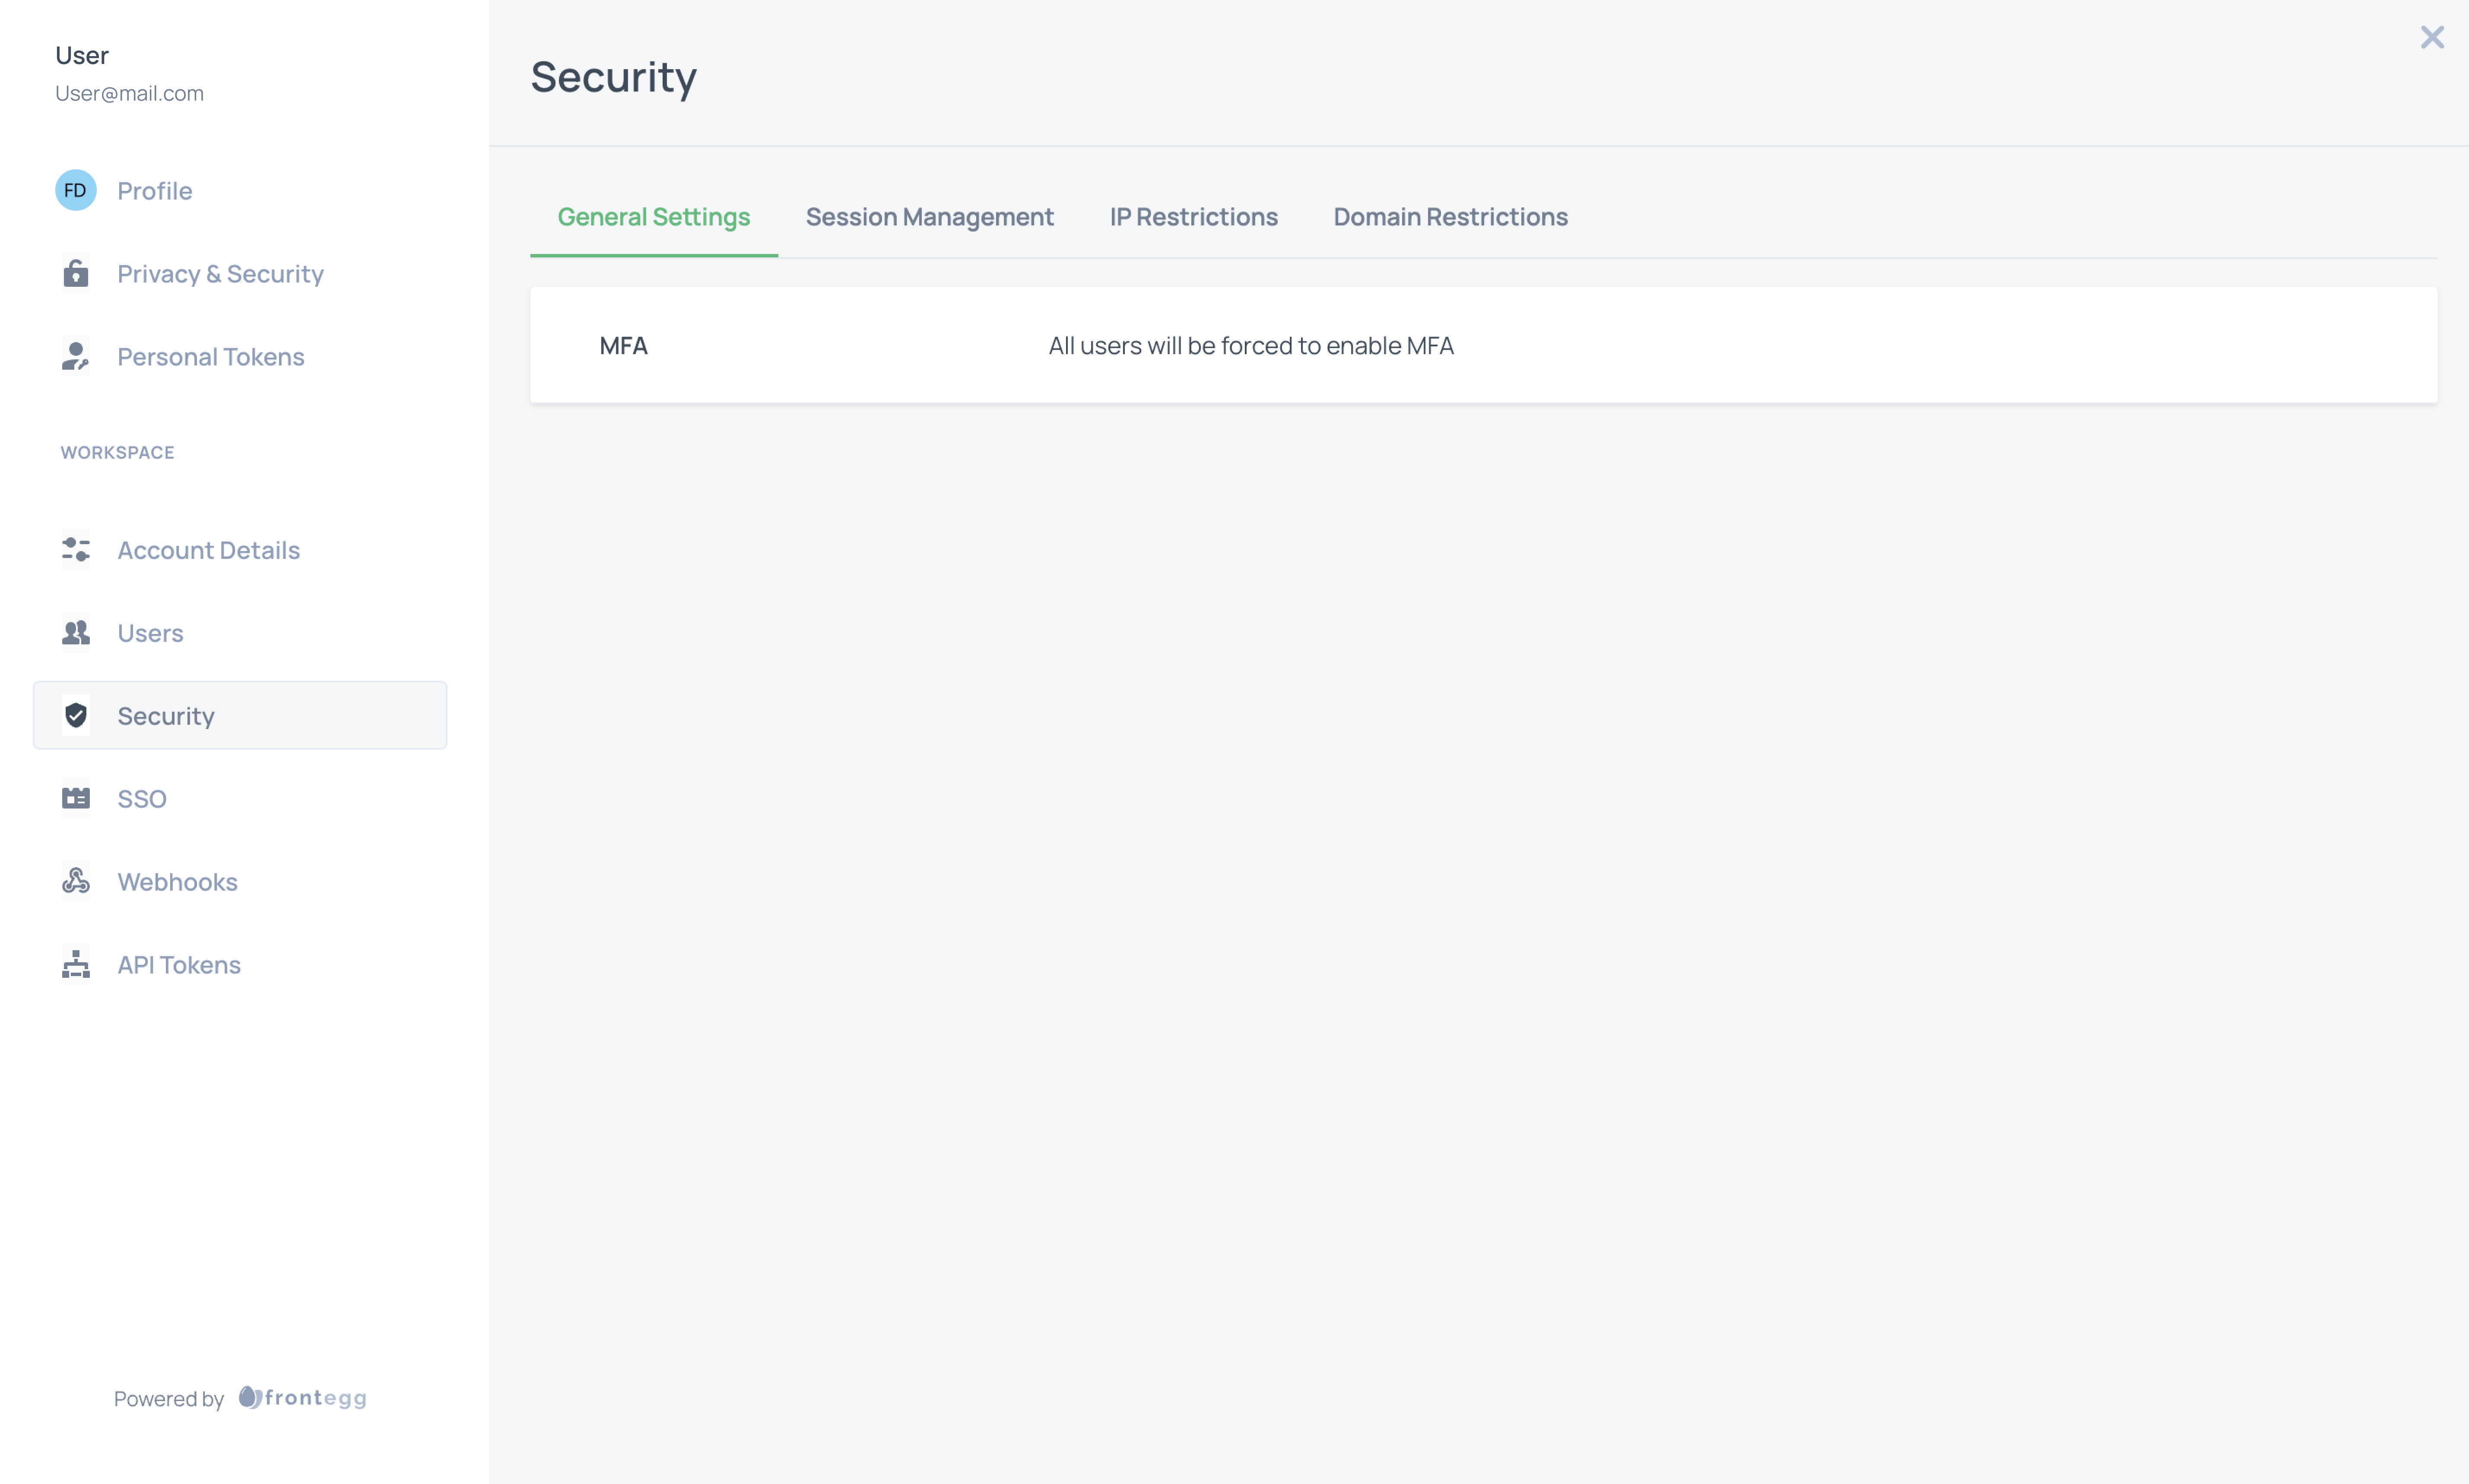 User
User@mail.com
FD Profile
Privacy & Security
Personal Tokens
WORKSPACE
Account Details
Users
Security
SSO
Webhooks
API Tokens
Powered by frontegg
Security
General Settings Session Management IP Restrictions Domain Restrictions
MFA All users will be forced to enable MFA